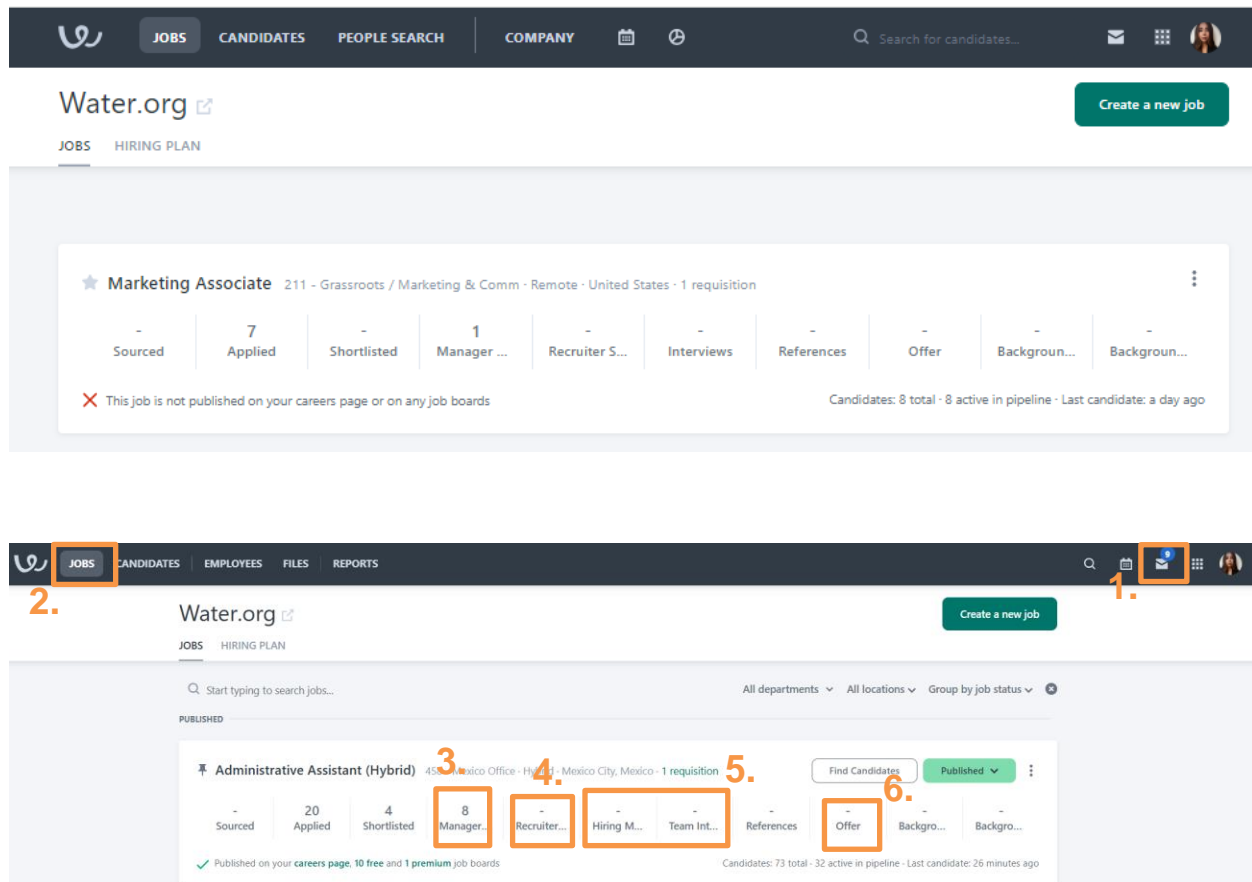 JOBS CANDIDATES PEOPLE SEARCH COMPANY Search for candidates...
Water.org Create a new job
JOBS HIRING PLAN
Marketing Associate 211 - Grassroots / Marketing & Comm · Remote · United States · 1 requisition
- 7 - 1 - - - - - -
Sourced Applied Shortlisted Manager ... Recruiter S... Interviews References Offer Backgroun... Backgroun...
This job is not published on your careers page or on any job boards Candidates: 8 total · 8 active in pipeline · Last candidate: a day ago
JOBS CANDIDATES EMPLOYEES FILES REPORTS 9
2. 1.
Water.org Create a new job
JOBS HIRING PLAN
Start typing to search jobs... All departments All locations Group by job status
PUBLISHED
3. 4. 5. 6.
Administrative Assistant (Hybrid) Mexico Office - Hybrid - Mexico City, Mexico · 1 requisition Find Candidates Published
- 20 4 8 - - - - - - -
Sourced Applied Shortlisted Manager... Recruiter... Hiring M... Team Int... References Offer Backgro... Backgro...
Published on your careers page, 10 free and 1 premium job boards Candidates: 73 total · 32 active in pipeline · Last candidate: 26 minutes ago